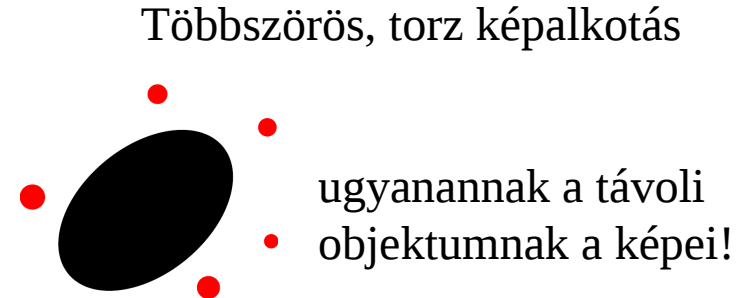 Többszörös, torz képalkotás
ugyanannak a távoli
objektumnak a képei!